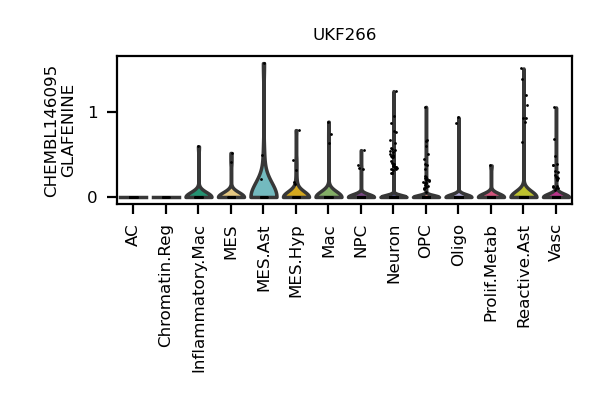 UKF266
CHEMBL146095
GLAFENINE
1
0
AC
Chromatin.Reg
Inflammatory.Mac
MES
MES.Ast
MES.Hyp
Mac
NPC
Neuron
OPC
Oligo
Prolif.Metab
Reactive.Ast
Vasc